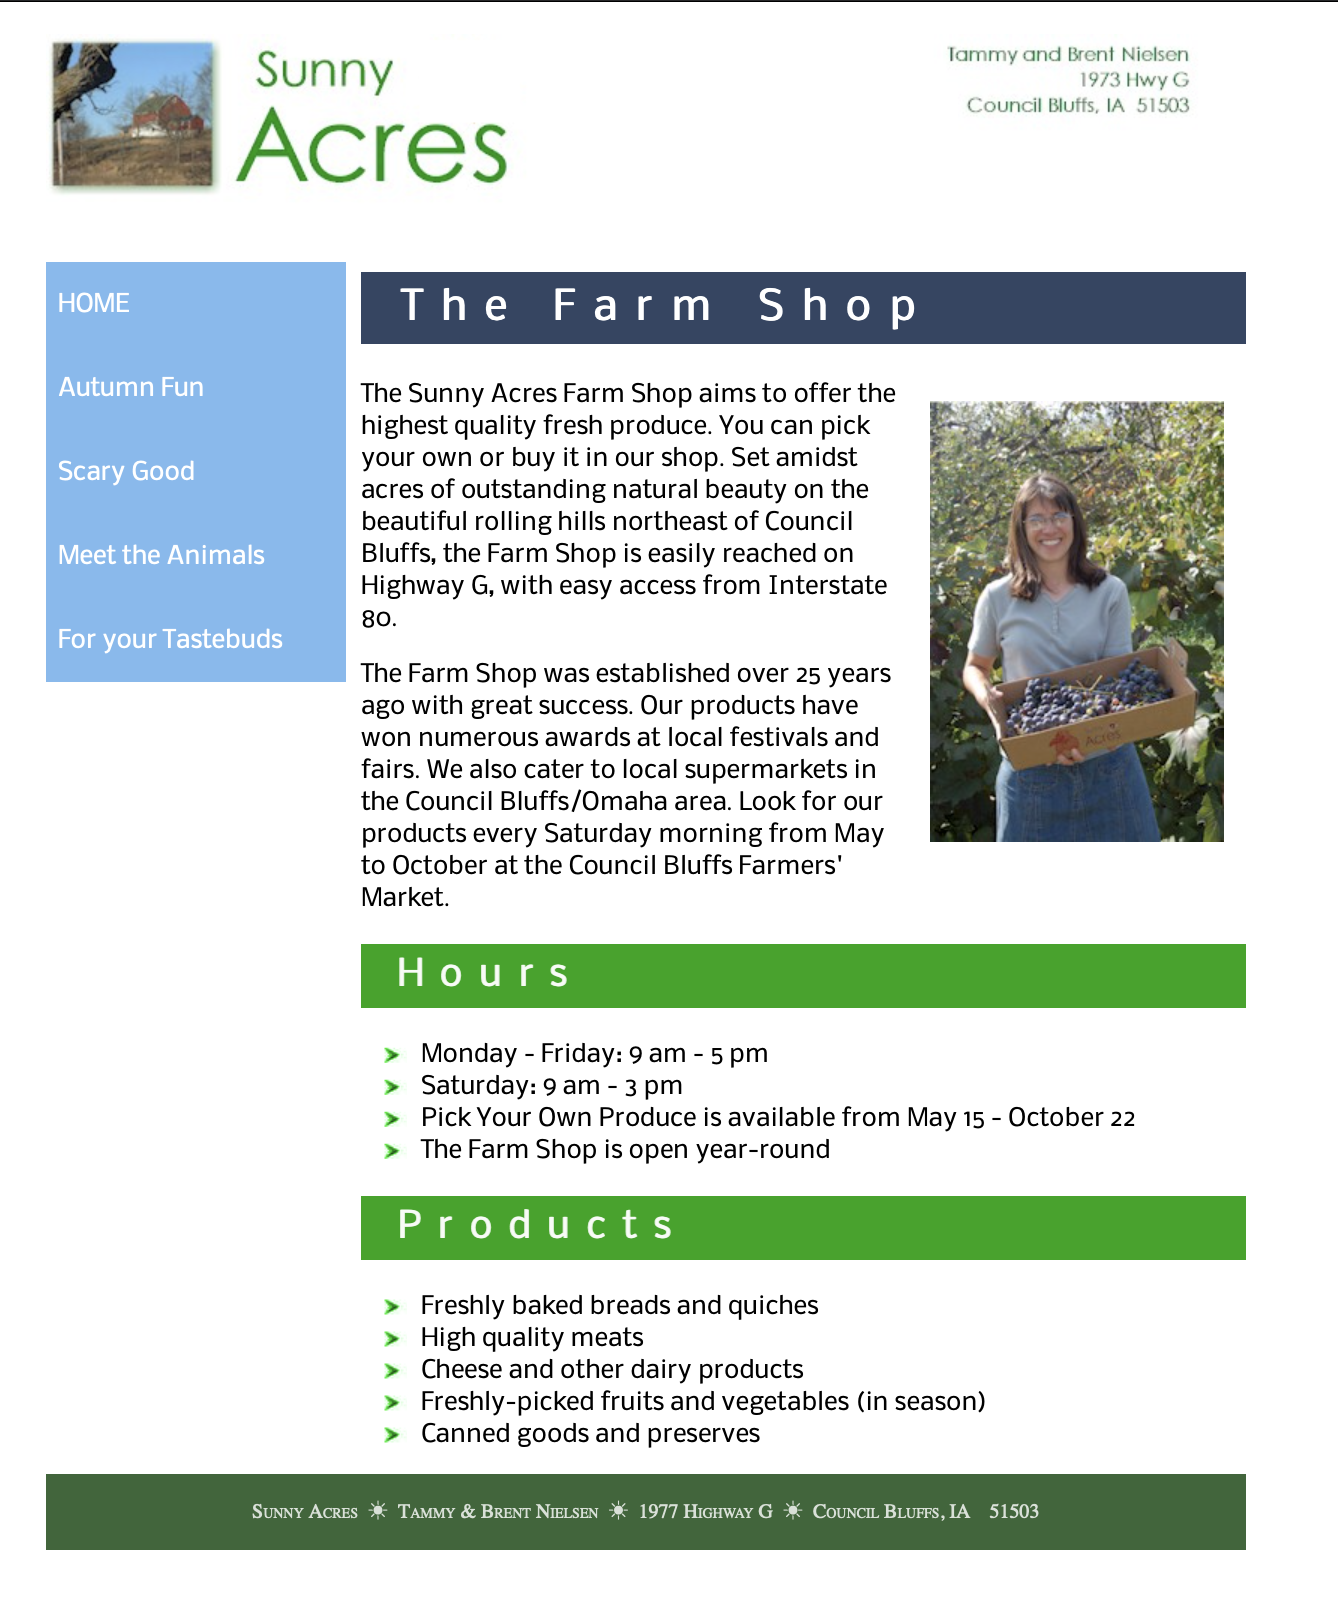 Sunny
Acres
Tammy and Brent Nielsen
1973 Hwy G
Council Bluffs, IA 51503
HOME
Autumn Fun
Scary Good
Meet the Animals
For your Tastebuds
The Farm Shop
The Sunny Acres Farm Shop aims to offer the
highest quality fresh produce. You can pick
your own or buy it in our shop. Set amidst
acres of outstanding natural beauty on the
beautiful rolling hills northeast of Council
Bluffs, the Farm Shop is easily reached on
Highway G, with easy access from Interstate
80.
The Farm Shop was established over 25 years
ago with great success. Our products have
won numerous awards at local festivals and
fairs. We also cater to local supermarkets in
the Council Bluffs/Omaha area. Look for our
products every Saturday morning from May
to October at the Council Bluffs Farmers'
Market.
Acres
Hours
Monday - Friday: 9 am - 5 pm
Saturday: 9 am - 3 pm
Pick Your Own Produce is available from May 15 - October 22
The Farm Shop is open year-round
Products
Freshly baked breads and quiches
High quality meats
Cheese and other dairy products
Freshly-picked fruits and vegetables (in season)
Canned goods and preserves
Sunny Acres ☀ Tammy & Brent Nielsen ☀ 1977 Highway G ☀ Council Bluffs, IA 51503